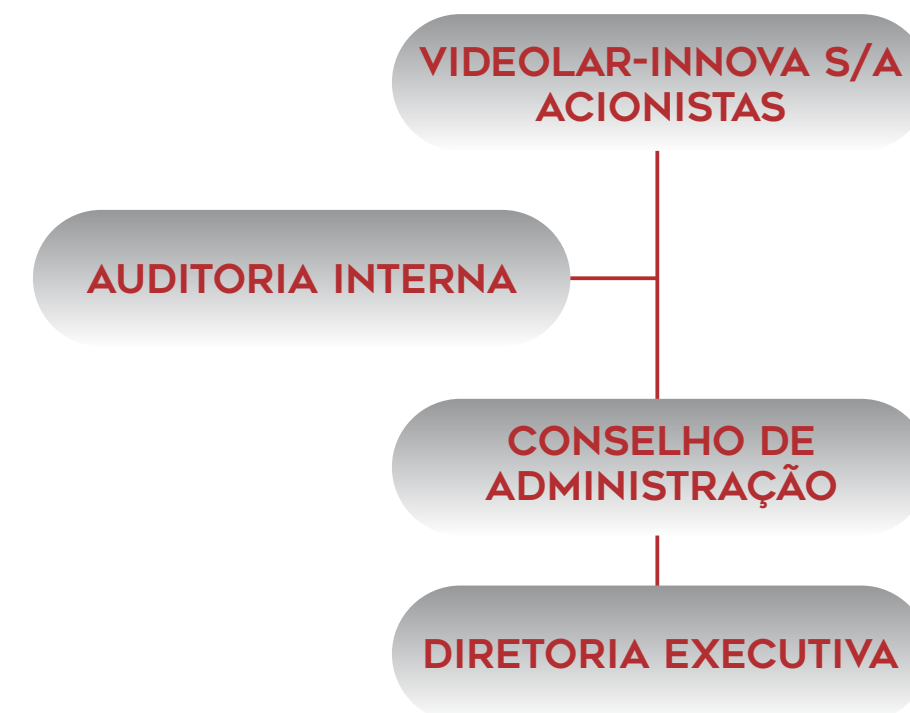 VIDEOLAR-INNOVA S/A
ACIONISTAS
AUDITORIA INTERNA
CONSELHO DE
ADMINISTRAÇÃO
DIRETORIA EXECUTIVA